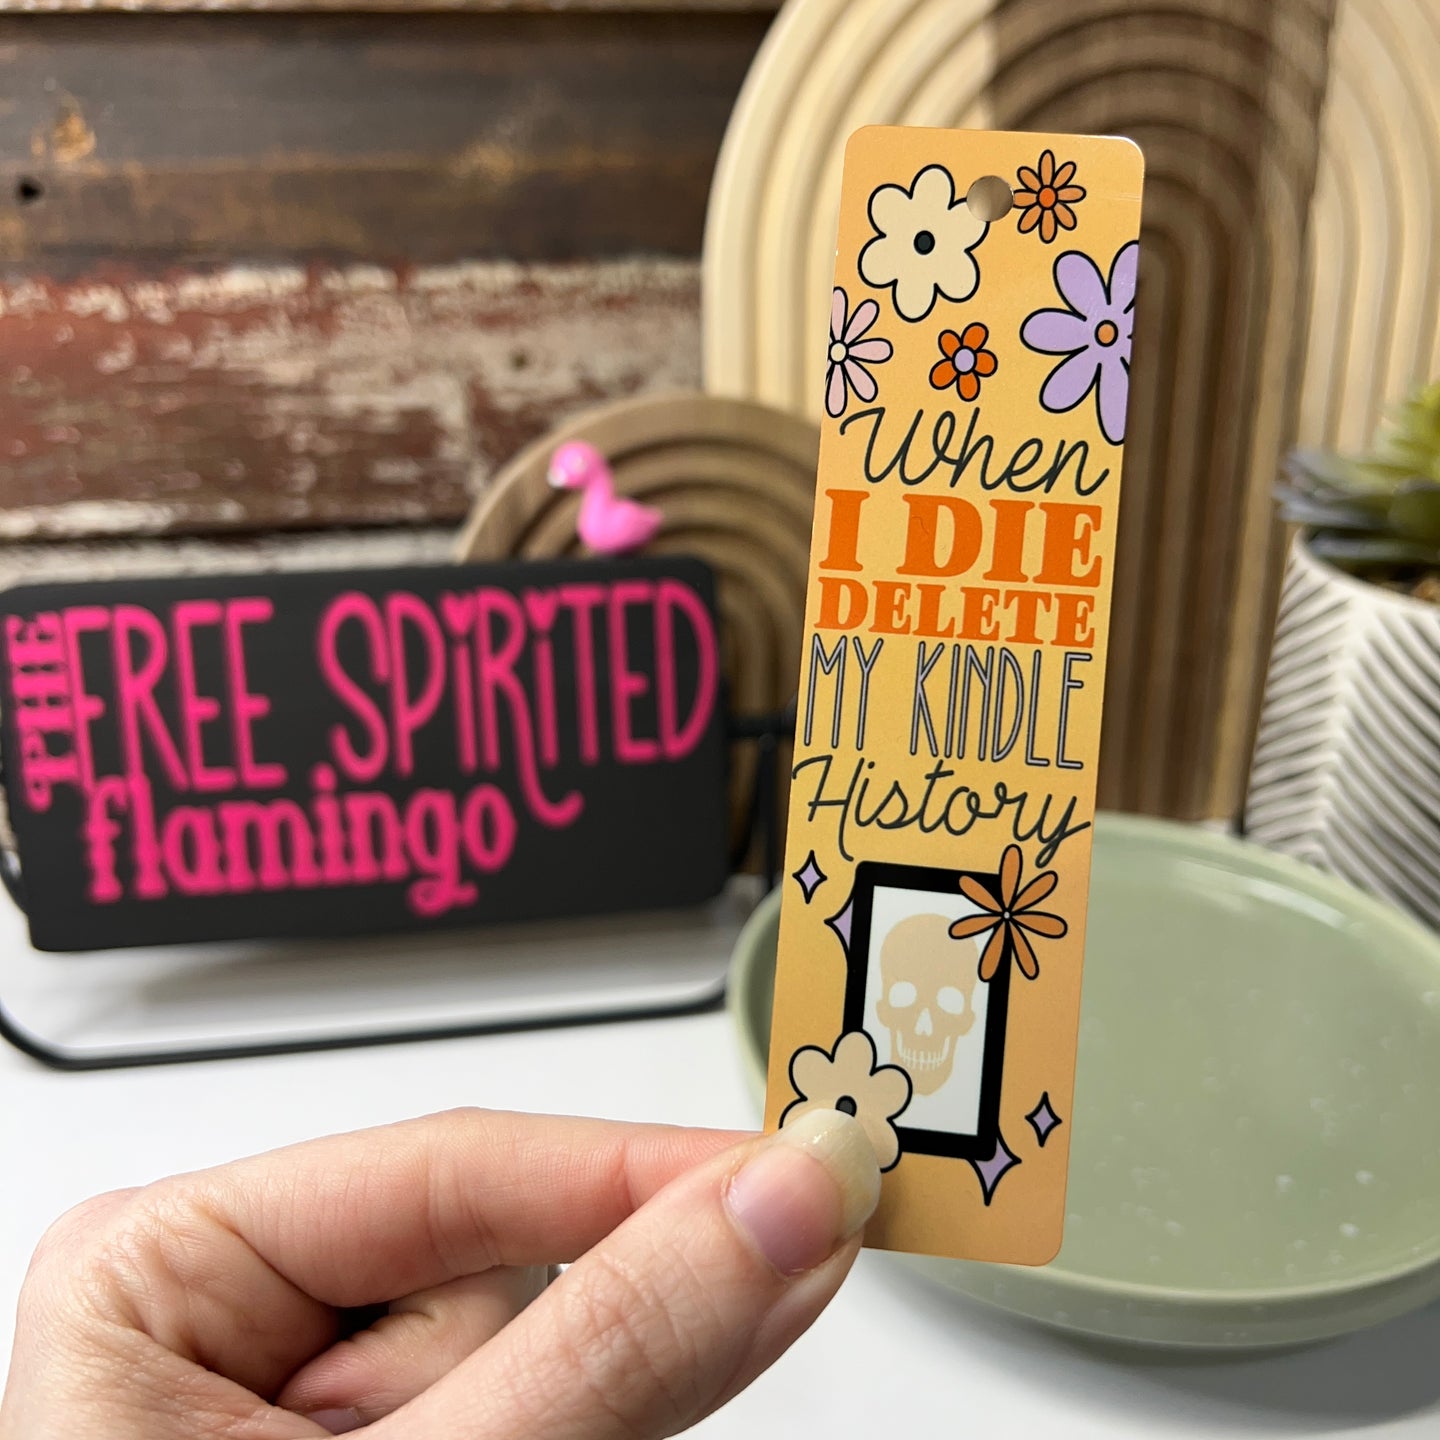 THE
FREE SPIRITED
flamingo
When
I DIE
DELETE
MY KINDLE
History